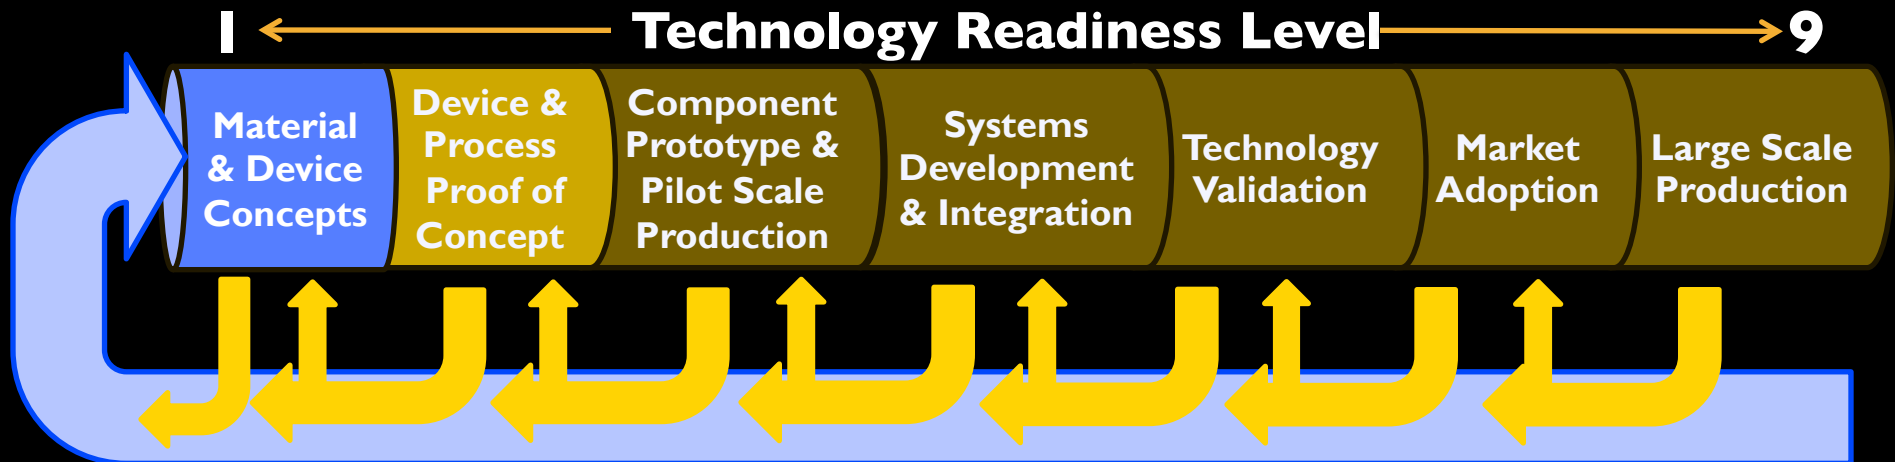 1 Technology Readiness Level 9
Material
& Device
Concepts
Device &
Process
Proof of
Concept
Component
Prototype &
Pilot Scale
Production
Systems
Development
& Integration
Technology
Validation
Market
Adoption
Large Scale
Production